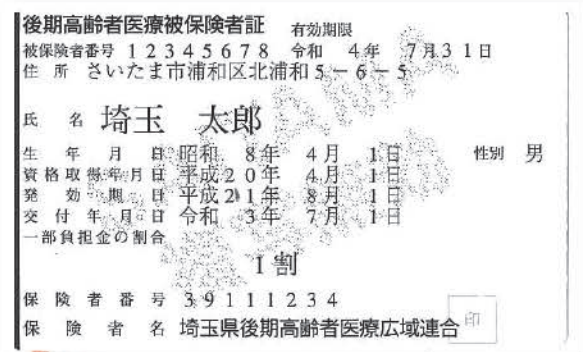 後期高齢者医療被保険者証 有効期限
被保険者番号 12345678 令和 4年 7月31日
住所 さいたま市浦和区北浦和5-6-5
氏名 埼玉 太郎
生年月日 昭和 8年 4月 1日 性別 男
資格取得年月日 平成20年 4月 1日
発効期日 平成21年 8月 1日
交付年月日 令和 3年 7月 1日
一部負担金の割合
1割
保険者番号 39111234
保険者名 埼玉県後期高齢者医療広域連合 印